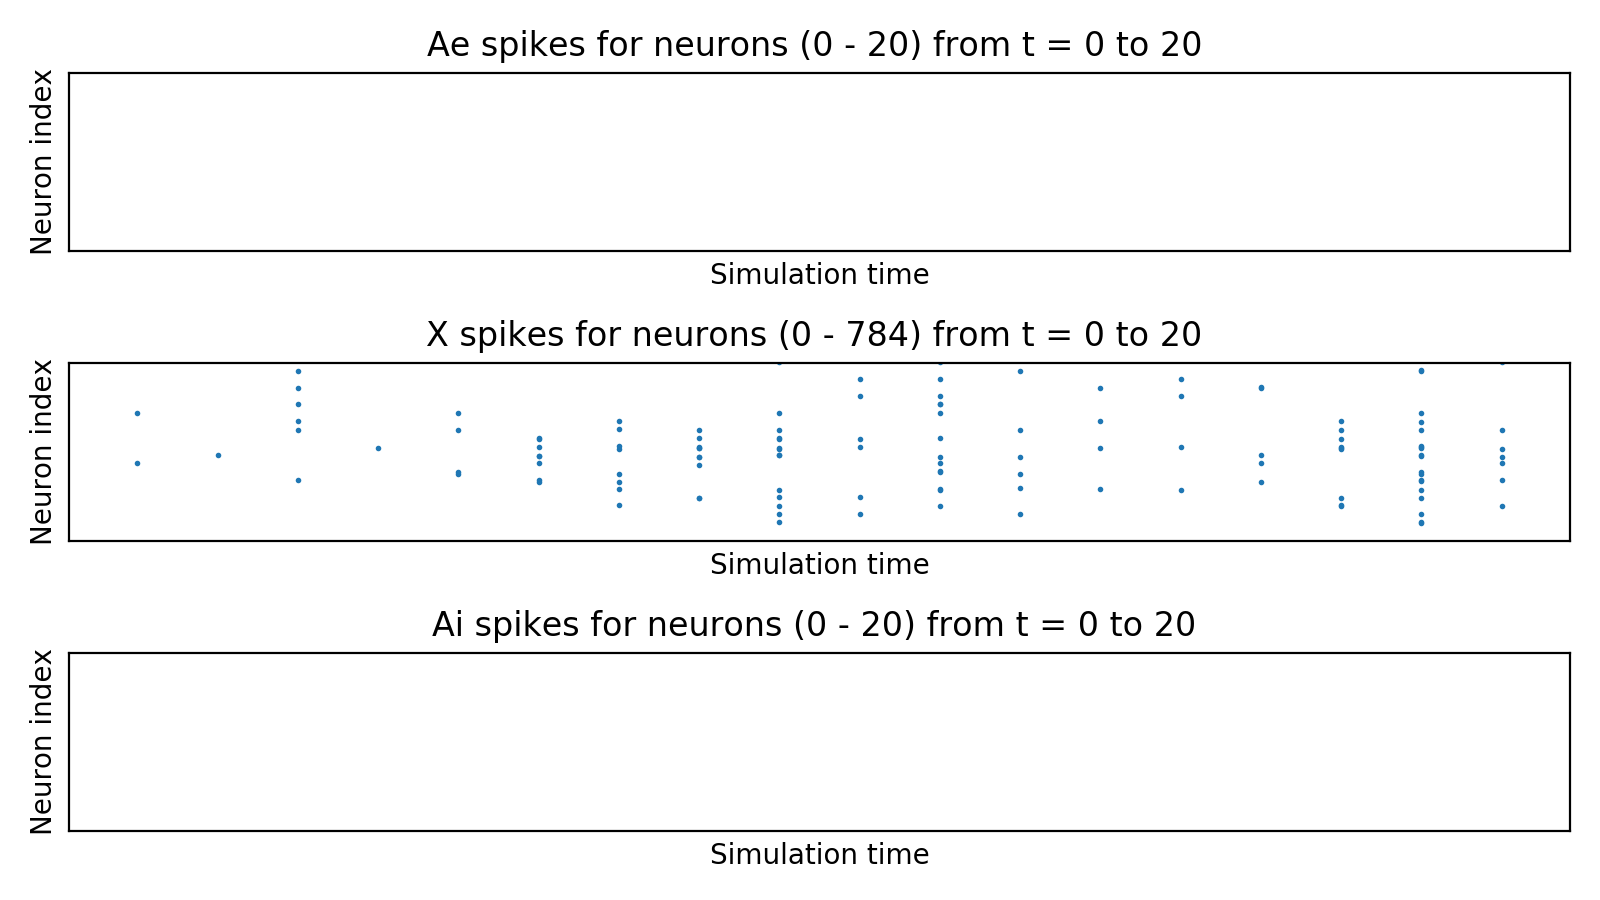 Ae spikes for neurons (0 - 20) from t = 0 to 20
Neuron index
Simulation time
X spikes for neurons (0 - 784) from t = 0 to 20
Neuron index
Simulation time
Ai spikes for neurons (0 - 20) from t = 0 to 20
Neuron index
Simulation time